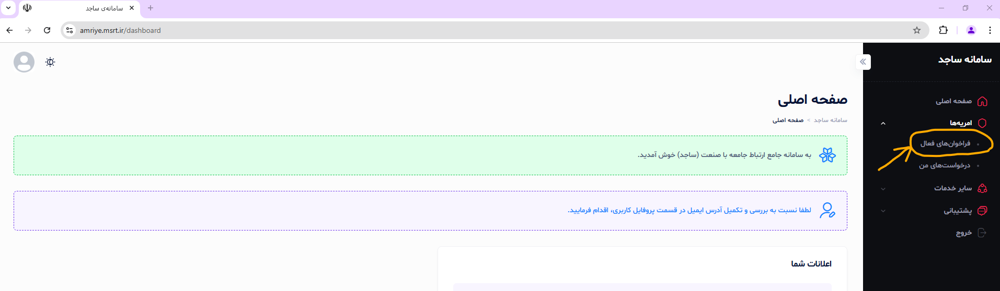 سامانه‌ی ساجد
amriye.msrt.ir/dashboard
سامانه ساجد
صفحه اصلی
امریه‌ها
فراخوان‌های فعال
درخواست‌های من
سایر خدمات
پشتیبانی
خروج
صفحه اصلی
سامانه ساجد > صفحه اصلی
به سامانه جامع ارتباط جامعه با صنعت (ساجد) خوش آمدید.
لطفا نسبت به بررسی و تکمیل آدرس ایمیل در قسمت پروفایل کاربری، اقدام فرمایید.
اعلانات شما